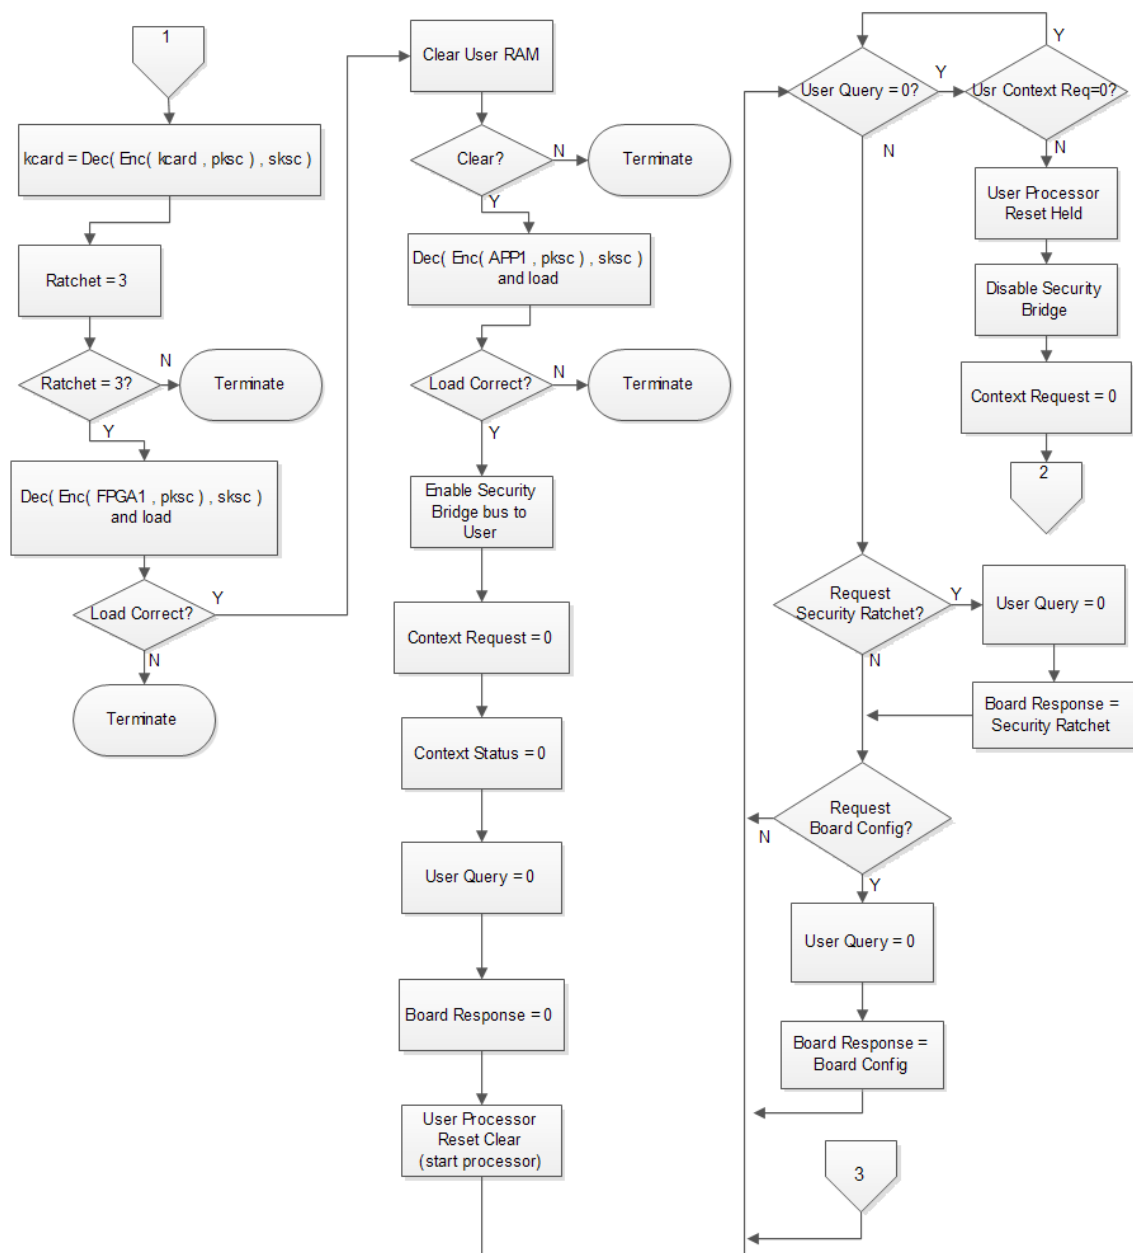 1
kcard = Dec( Enc( kcard , pksc ) , sksc )
Ratchet = 3
Ratchet = 3?
N
Terminate
Y
Dec( Enc( FPGA1 , pksc ) , sksc )
and load
Load Correct?
Y
N
Terminate
Clear User RAM
Clear?
N
Terminate
Y
Dec( Enc( APP1 , pksc ) , sksc )
and load
Load Correct?
N
Terminate
Y
Enable Security
Bridge bus to
User
Context Request = 0
Context Status = 0
User Query = 0
Board Response = 0
User Processor
Reset Clear
(start processor)
User Query = 0?
Y
Usr Context Req=0?
Y
N
N
User Processor
Reset Held
Disable Security
Bridge
Context Request = 0
2
Request
Security Ratchet?
Y
User Query = 0
N
Board Response =
Security Ratchet
Request
Board Config?
N
Y
User Query = 0
Board Response =
Board Config
3